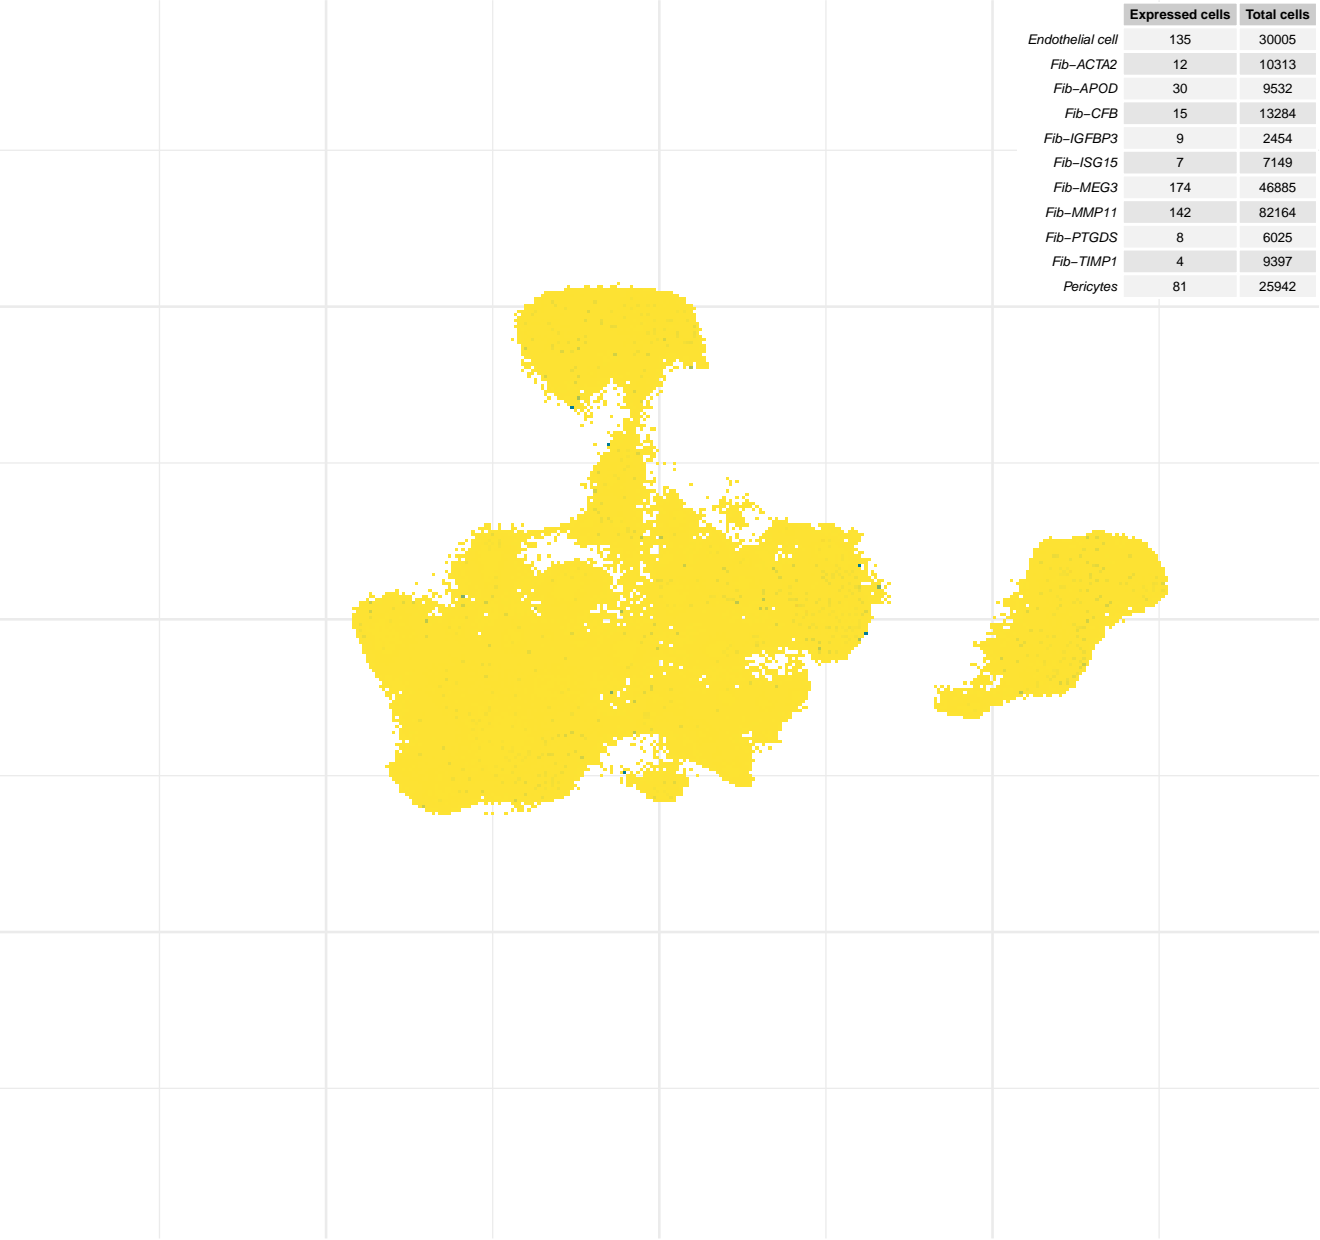 Expressed cells Total cells
Endothelial cell 135 30005
Fib−ACTA2 12 10313
Fib−APOD 30 9532
Fib−CFB 15 13284
Fib−IGFBP3 9 2454
Fib−ISG15 7 7149
Fib−MEG3 174 46885
Fib−MMP11 142 82164
Fib−PTGDS 8 6025
Fib−TIMP1 4 9397
Pericytes 81 25942